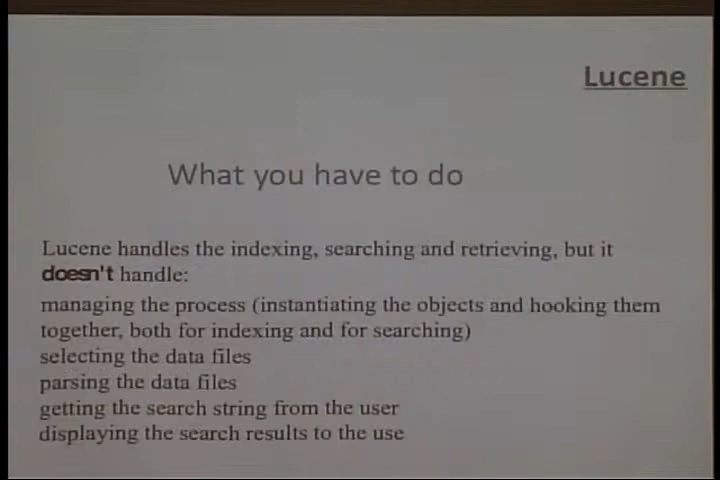 Lucene
What you have to do
Lucene handles the indexing, searching and retrieving, but it
doesn't handle:
managing the process (instantiating the objects and hooking them
together, both for indexing and for searching)
selecting the data files
parsing the data files
getting the search string from the user
displaying the search results to the use